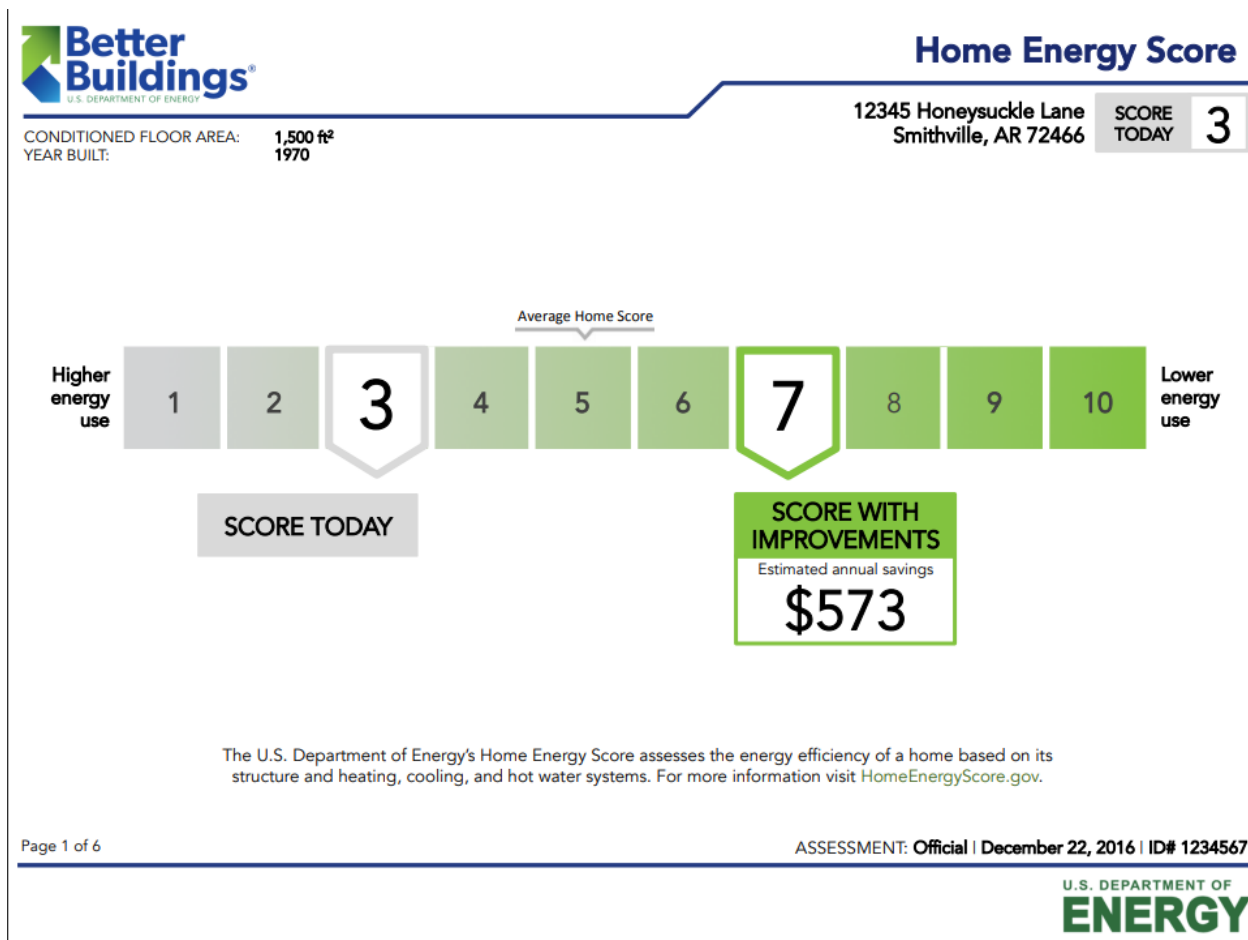 Better
Buildings®
U.S. DEPARTMENT OF ENERGY
Home Energy Score
12345 Honeysuckle Lane
Smithville, AR 72466
SCORE
TODAY
3
CONDITIONED FLOOR AREA: 1,500 ft²
YEAR BUILT: 1970
Average Home Score
Higher
energy
use
1 2 3 4 5 6 7 8 9 10
Lower
energy
use
SCORE TODAY
SCORE WITH
IMPROVEMENTS
Estimated annual savings
$573
The U.S. Department of Energy's Home Energy Score assesses the energy efficiency of a home based on its
structure and heating, cooling, and hot water systems. For more information visit HomeEnergyScore.gov.
Page 1 of 6
ASSESSMENT: Official | December 22, 2016 | ID# 1234567
U.S. DEPARTMENT OF
ENERGY